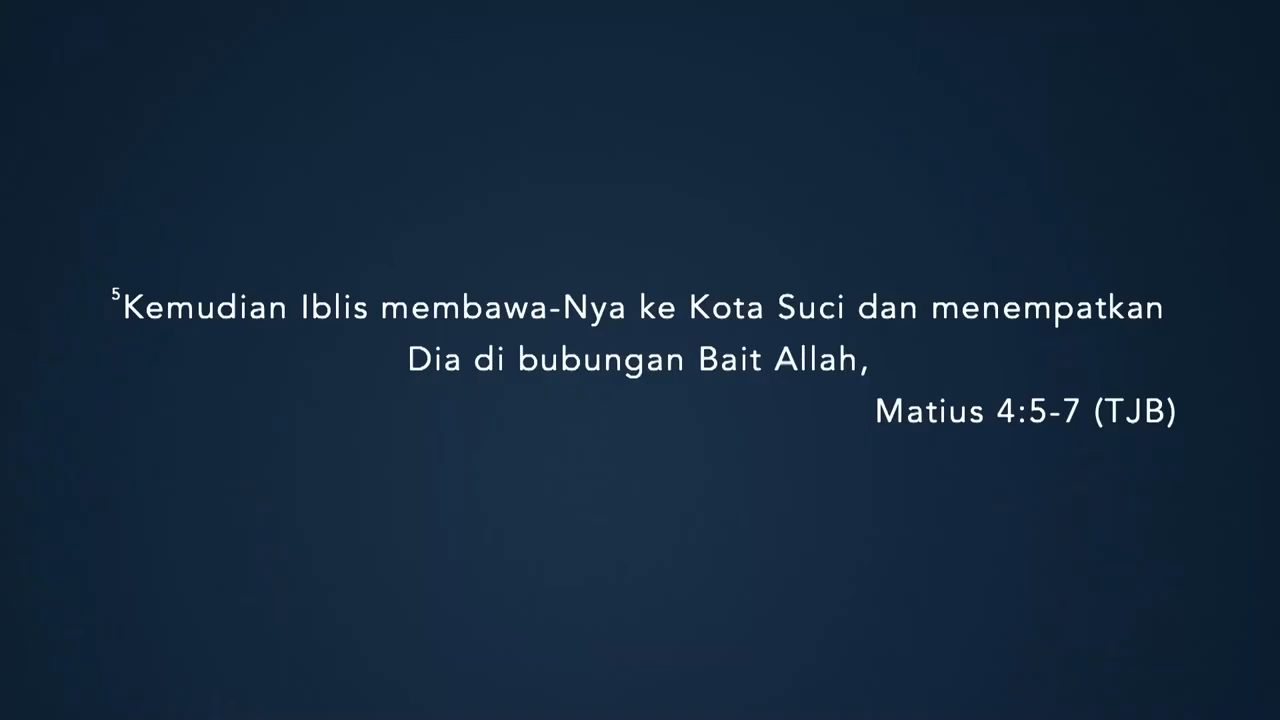 ⁵Kemudian Iblis membawa-Nya ke Kota Suci dan menempatkan
Dia di bubungan Bait Allah,
Matius 4:5-7 (TJB)